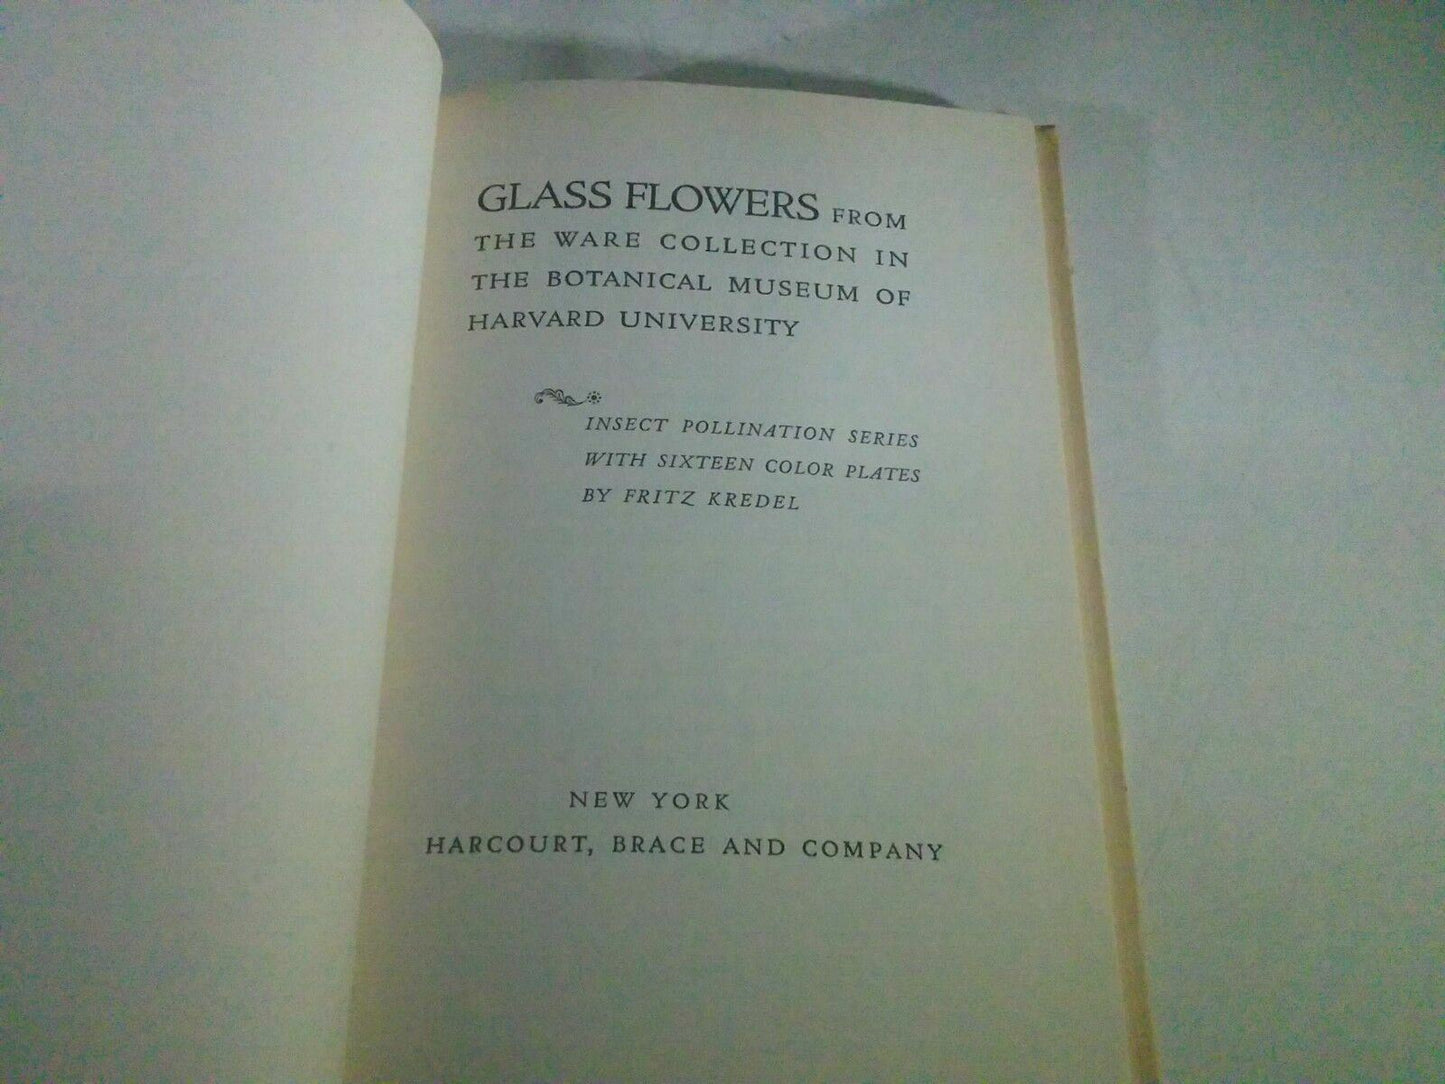 GLASS FLOWERS FROM
THE WARE COLLECTION IN
THE BOTANICAL MUSEUM OF
HARVARD UNIVERSITY
INSECT POLLINATION SERIES
WITH SIXTEEN COLOR PLATES
BY FRITZ KREDEL
NEW YORK
HARCOURT, BRACE AND COMPANY